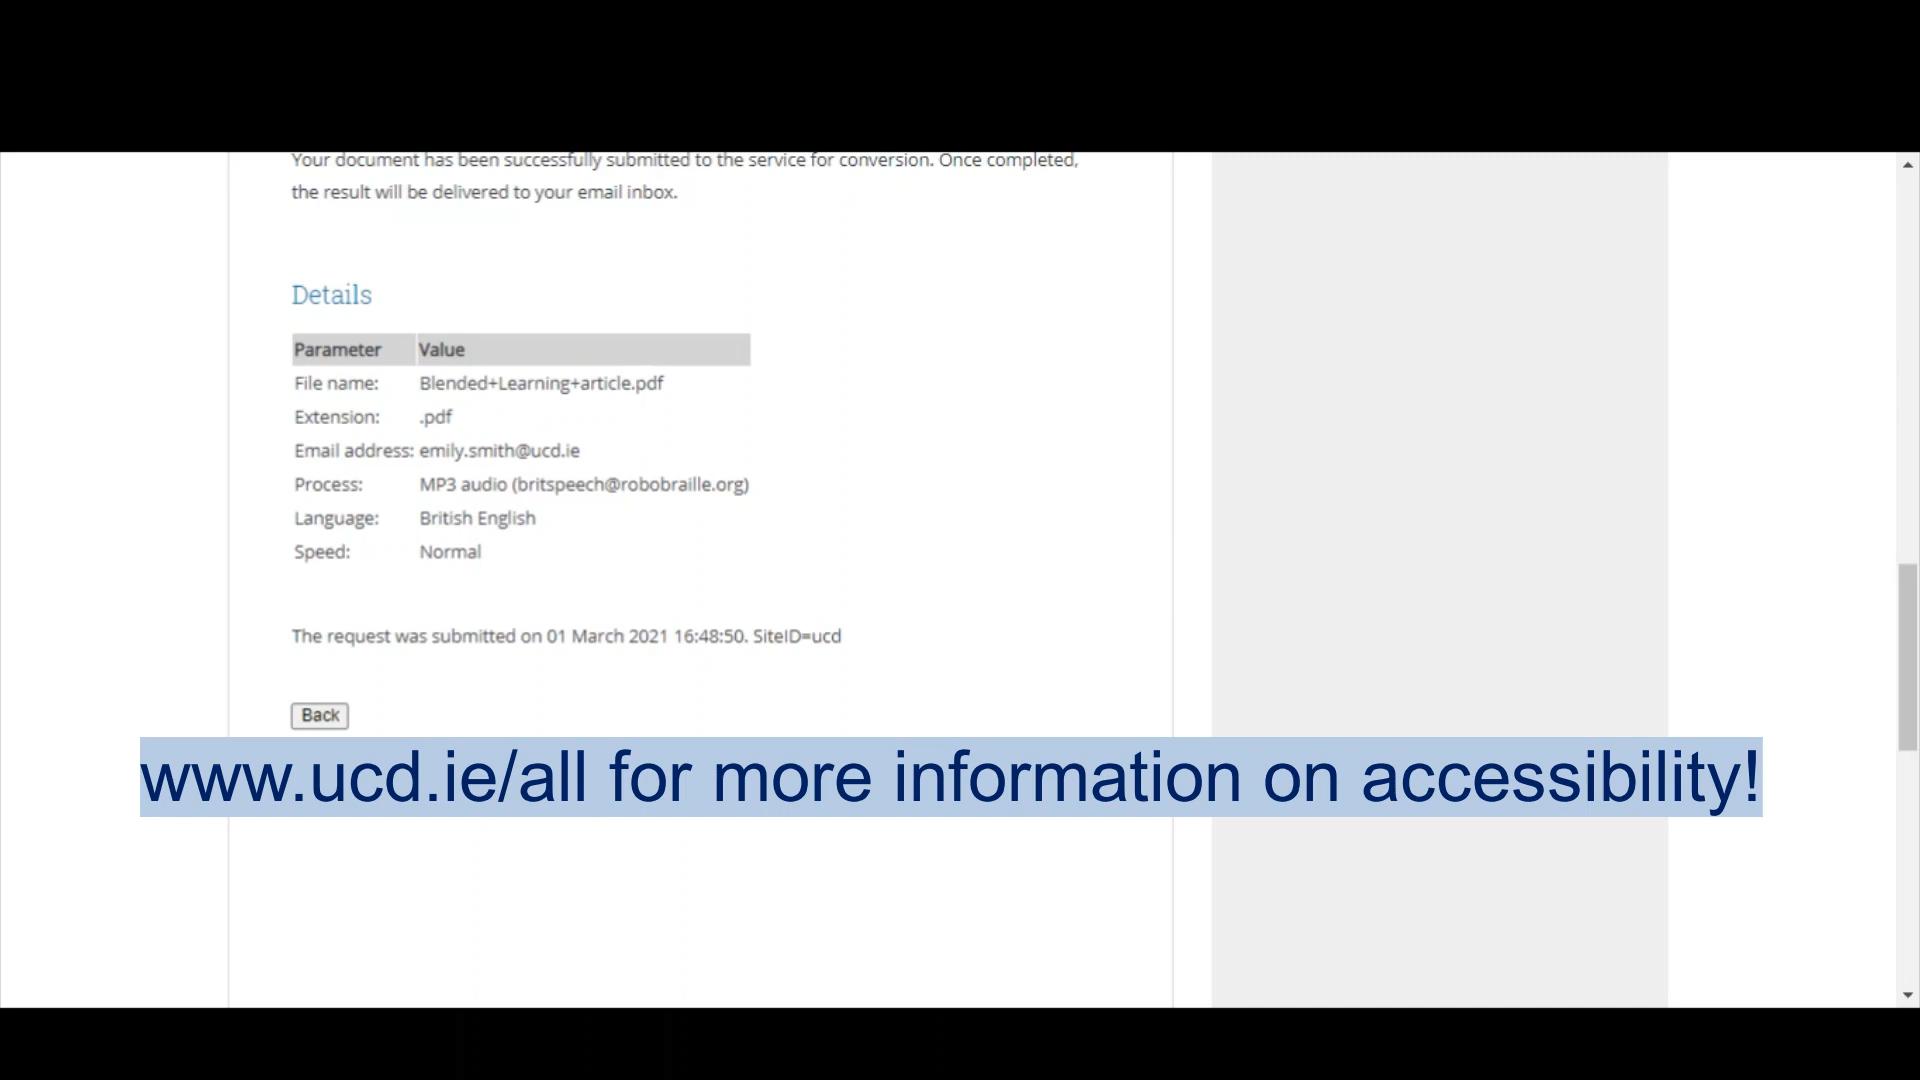 Your document has been successfully submitted to the service for conversion. Once completed,
the result will be delivered to your email inbox.
Details
Parameter Value
File name: Blended+Learning+article.pdf
Extension: .pdf
Email address: emily.smith@ucd.ie
Process: MP3 audio (britspeech@robobraille.org)
Language: British English
Speed: Normal
The request was submitted on 01 March 2021 16:48:50. SiteID=ucd
Back
www.ucd.ie/all for more information on accessibility!